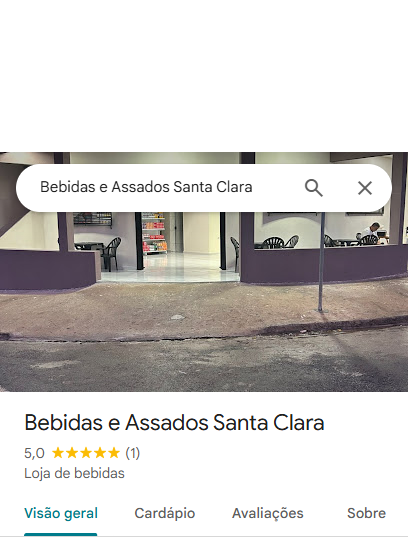 Bebidas e Assados Santa Clara
Bebidas e Assados Santa Clara
5,0 ★★★★★ (1)
Loja de bebidas
Visão geral Cardápio Avaliações Sobre